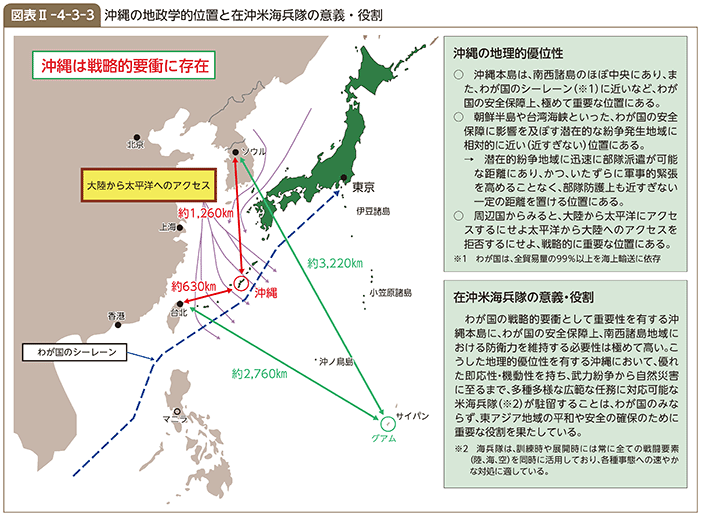 図表Ⅱ-4-3-3 沖縄の地政学的位置と在沖米海兵隊の意義・役割
沖縄は戦略的要衝に存在
北京
ソウル
大陸から太平洋へのアクセス
東京
伊豆諸島
約1,260km
上海
約3,220km
約630km
沖縄
小笠原諸島
台北
香港
わが国のシーレーン
沖ノ鳥島
約2,760km
マニラ
サイパン
グアム
沖縄の地理的優位性
○ 沖縄本島は、南西諸島のほぼ中央にあり、ま
た、わが国のシーレーン(※1)に近いなど、わが
国の安全保障上、極めて重要な位置にある。
○ 朝鮮半島や台湾海峡といった、わが国の安全
保障に影響を及ぼす潜在的な紛争発生地域に
相対的に近い(近すぎない)位置にある。
→ 潜在的紛争地域に迅速に部隊派遣が可能
な距離にあり、かつ、いたずらに軍事的緊張
を高めることなく、部隊防護上も近すぎない
一定の距離を置ける位置にある。
○ 周辺国からみると、大陸から太平洋にアクセ
スするにせよ太平洋から大陸へのアクセスを
拒否するにせよ、戦略的に重要な位置にある。
※1 わが国は、全貿易量の99%以上を海上輸送に依存
在沖米海兵隊の意義・役割
わが国の戦略的要衝として重要性を有する沖
縄本島に、わが国の安全保障上、南西諸島地域に
おける防衛力を維持する必要性は極めて高い。こ
うした地理的優位性を有する沖縄において、優れ
た即応性・機動性を持ち、武力紛争から自然災害
に至るまで、多種多様な広範な任務に対応可能な
米海兵隊(※2)が駐留することは、わが国のみな
らず、東アジア地域の平和や安全の確保のために
重要な役割を果たしている。
※2 海兵隊は、訓練時や展開時には常に全ての戦闘要素
(陸、海、空)を同時に活用しており、各種事態への速やか
な対処に適している。